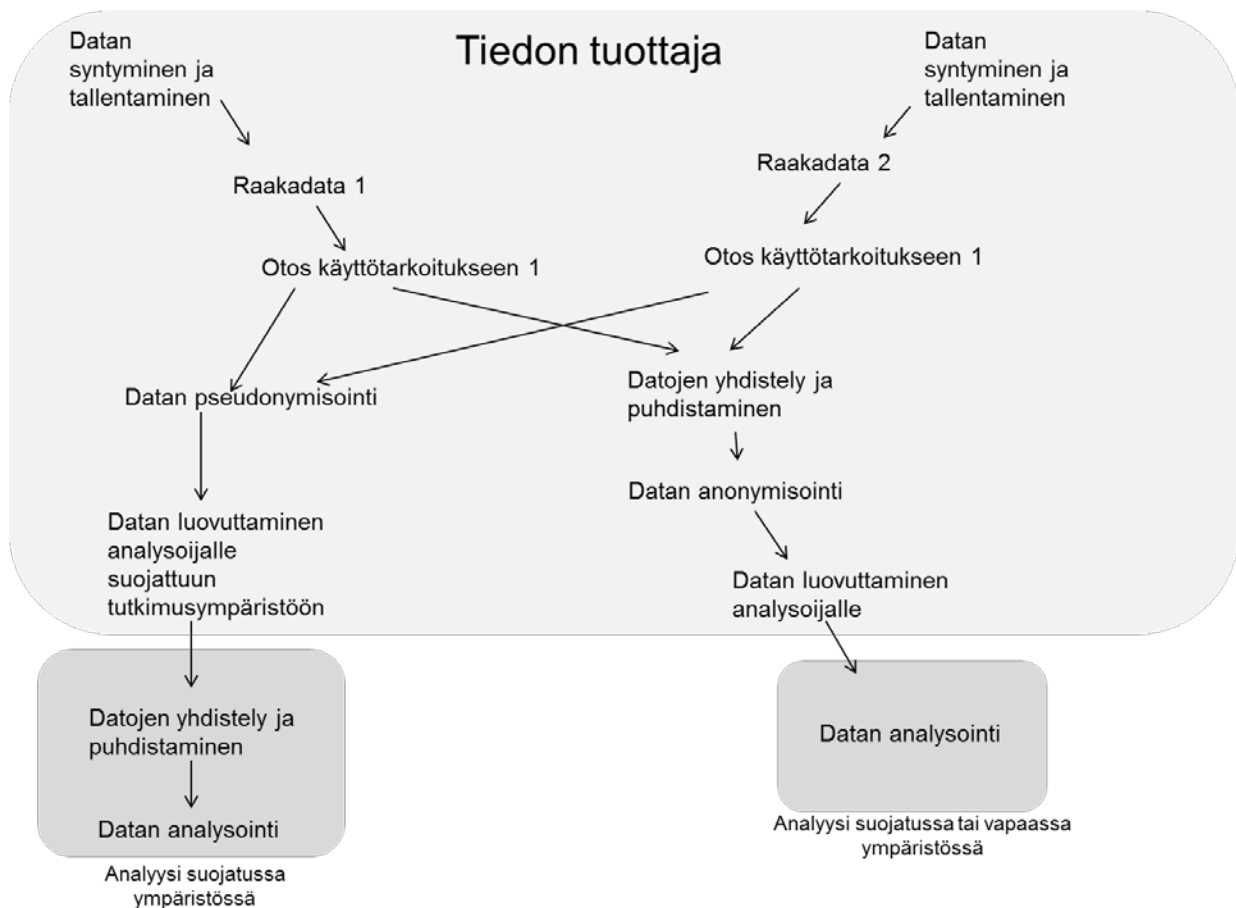 Tiedon tuottaja
Datan
syntyminen ja
tallentaminen
Datan
syntyminen ja
tallentaminen
Raakadata 1
Raakadata 2
Otos käyttötarkoitukseen 1
Otos käyttötarkoitukseen 1
Datan pseudonymisointi
Datojen yhdistely ja
puhdistaminen
Datan anonymisointi
Datan luovuttaminen
analysoijalle
suojattuun
tutkimusympäristöön
Datan luovuttaminen
analysoijalle
Datojen yhdistely ja
puhdistaminen
Datan analysointi
Analyysi suojatussa
ympäristössä
Datan analysointi
Analyysi suojatussa tai vapaassa
ympäristössä